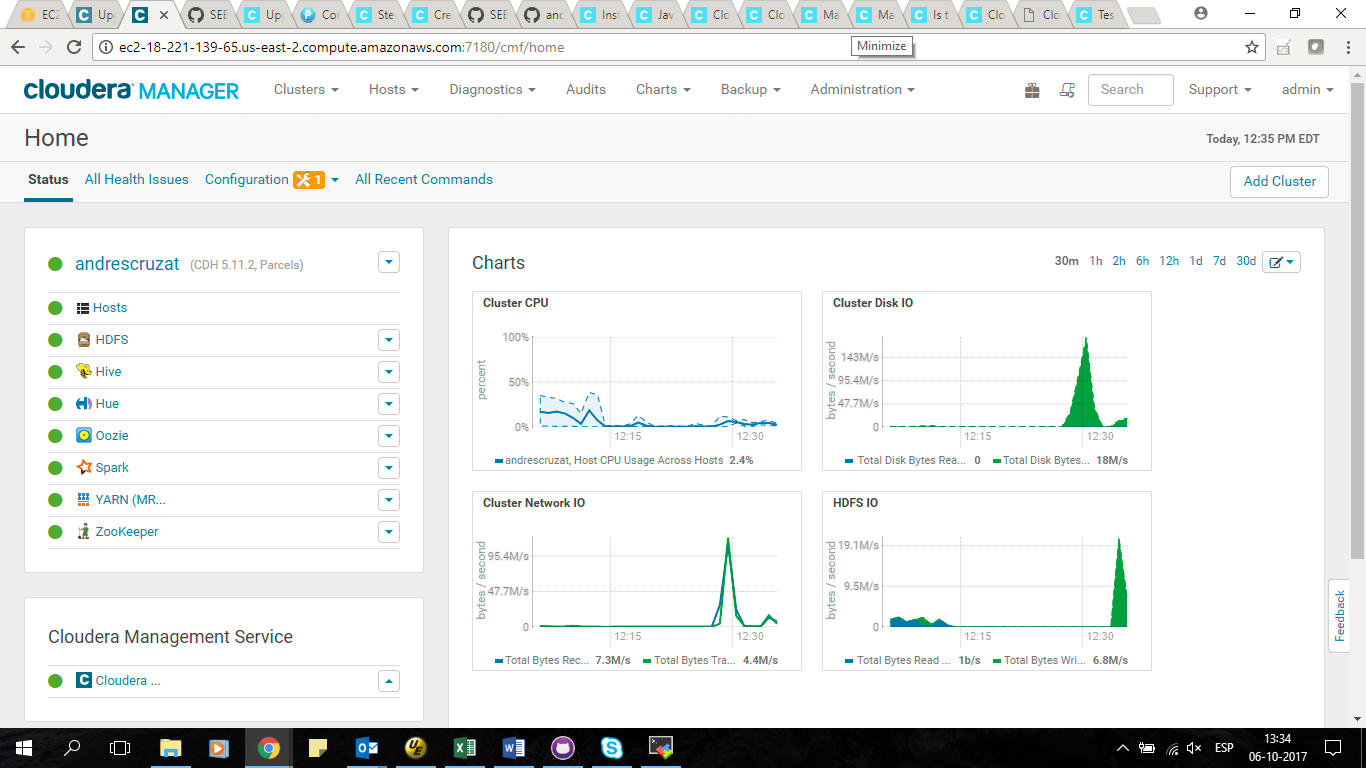 EC2
Upg
C
SEE
Upg
Cor
Ste
Cre
SEE
anc
Inst
Jav
Clo
Clo
Ma
Ma
Is t
Clo
Clo
Tes
ec2-18-221-139-65.us-east-2.compute.amazonaws.com:7180/cmf/home
Minimize
cloudera MANAGER
Clusters
Hosts
Diagnostics
Audits
Charts
Backup
Administration
Search
Support
admin
Home
Today, 12:35 PM EDT
Status
All Health Issues
Configuration 1
All Recent Commands
Add Cluster
andrescruzat (CDH 5.11.2, Parcels)
Hosts
HDFS
Hive
Hue
Oozie
Spark
YARN (MR...
ZooKeeper
Cloudera Management Service
C Cloudera ...
Charts
30m 1h 2h 6h 12h 1d 7d 30d
Cluster CPU
percent
100%
50%
0%
12:15
12:30
andrescruzat, Host CPU Usage Across Hosts 2.4%
Cluster Disk IO
bytes / second
143M/s
95.4M/s
47.7M/s
0
12:15
12:30
Total Disk Bytes Rea... 0
Total Disk Bytes... 18M/s
Cluster Network IO
bytes / second
95.4M/s
47.7M/s
0
12:15
12:30
Total Bytes Rec... 7.3M/s
Total Bytes Tra... 4.4M/s
HDFS IO
bytes / second
19.1M/s
9.5M/s
0
12:15
12:30
Total Bytes Read ... 1b/s
Total Bytes Wri... 6.8M/s
Feedback
ESP
13:34
06-10-2017